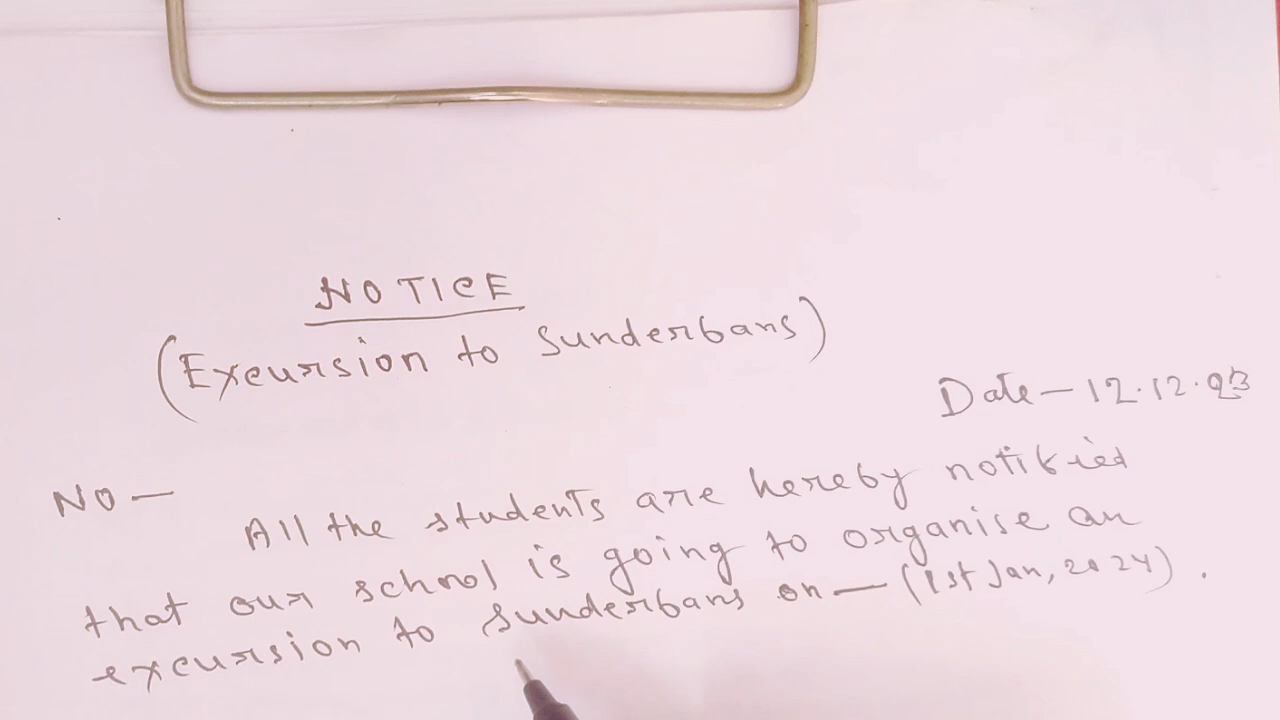 NOTICE
(Excursion to Sunderbans)
Date - 12.12.23
NO -
All the students are hereby notified
that our school is going to organise an
excursion to Sunderbans on - (1st Jan, 2024).